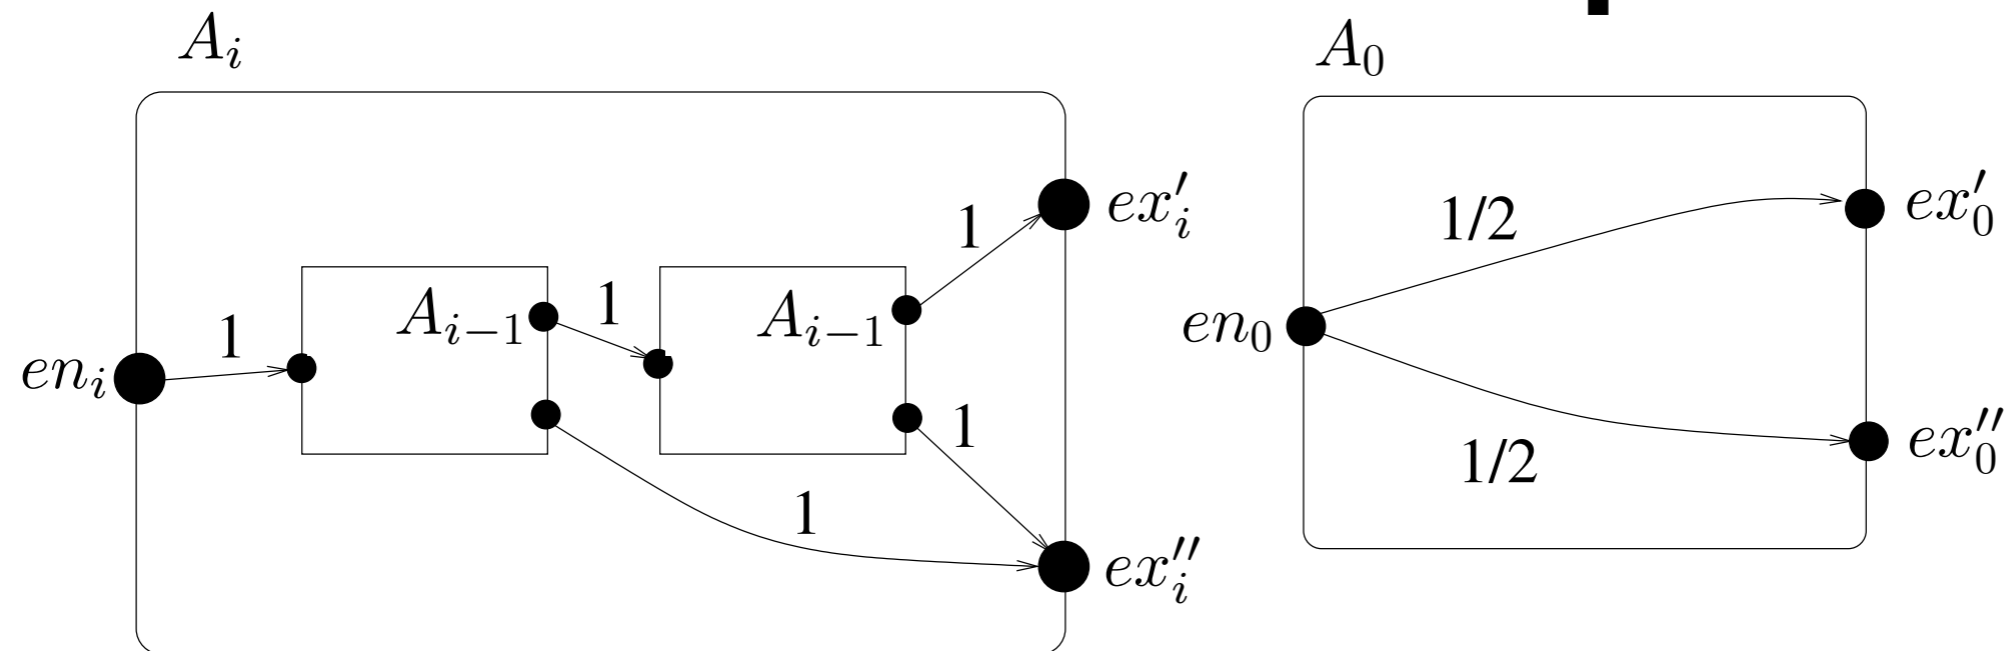 A_i
A_0
1
ex'_i
1/2
ex'_0
1
A_{i-1}
A_{i-1}
1
en_i
en_0
1
1/2
ex''_0
1
ex''_i